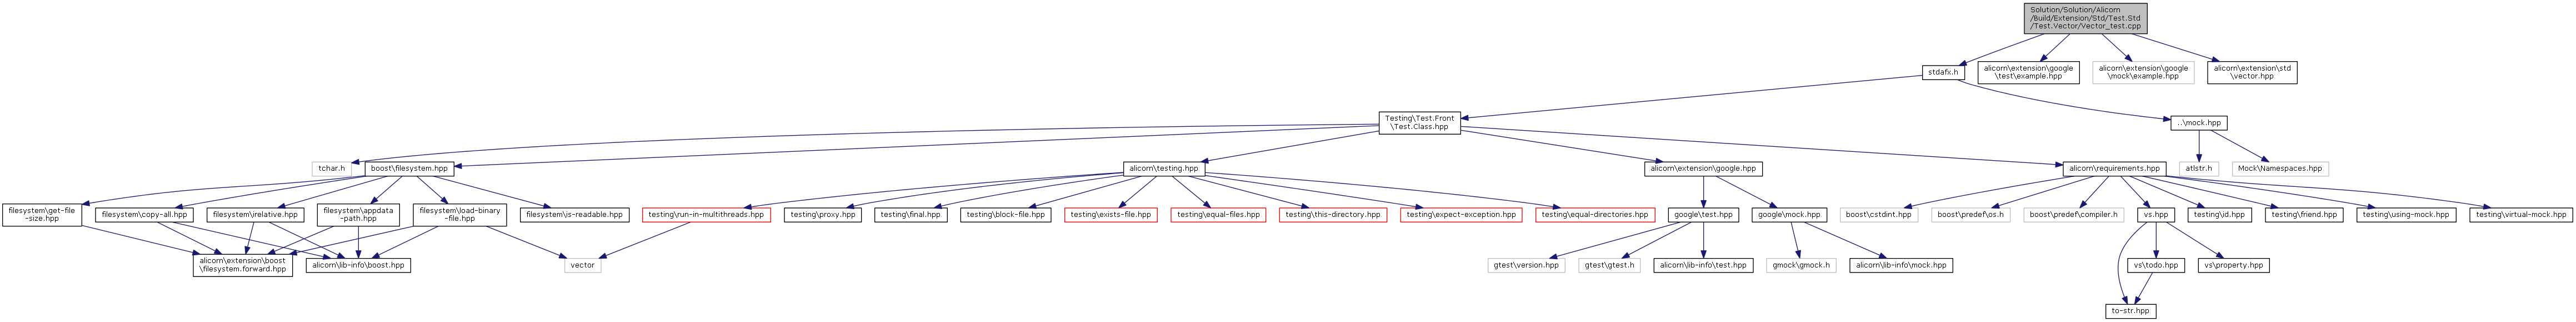 Solution/Solution/Alicorn
/Build/Extension/Std/Test.Std
/Test.Vector/Vector_test.cpp
stdafx.h
alicorn\extension\google
\test\example.hpp
alicorn\extension\google
\mock\example.hpp
alicorn\extension\std
\vector.hpp
Testing\Test.Front
\Test.Class.hpp
..\mock.hpp
tchar.h
boost\filesystem.hpp
alicorn\testing.hpp
alicorn\extension\google.hpp
alicorn\requirements.hpp
atlstr.h
Mock\Namespaces.hpp
filesystem\get-file
-size.hpp
filesystem\copy-all.hpp
filesystem\relative.hpp
filesystem\appdata
-path.hpp
filesystem\load-binary
-file.hpp
filesystem\is-readable.hpp
testing\run-in-multithreads.hpp
testing\proxy.hpp
testing\final.hpp
testing\block-file.hpp
testing\exists-file.hpp
testing\equal-files.hpp
testing\this-directory.hpp
testing\expect-exception.hpp
testing\equal-directories.hpp
google\test.hpp
google\mock.hpp
boost\cstdint.hpp
boost\predef\os.h
boost\predef\compiler.h
vs.hpp
testing\id.hpp
testing\friend.hpp
testing\using-mock.hpp
testing\virtual-mock.hpp
alicorn\extension\boost
\filesystem.forward.hpp
alicorn\lib-info\boost.hpp
vector
gtest\version.hpp
gtest\gtest.h
alicorn\lib-info\test.hpp
gmock\gmock.h
alicorn\lib-info\mock.hpp
vs\todo.hpp
vs\property.hpp
to-str.hpp